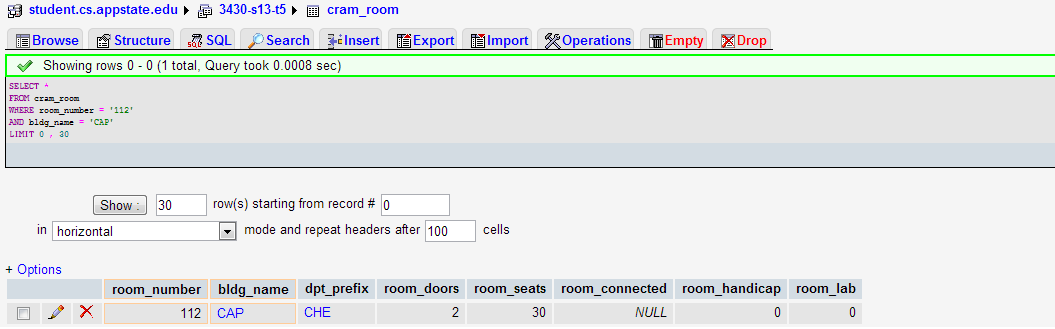 student.cs.appstate.edu 3430-s13-t5 cram_room
Browse Structure SQL Search Insert Export Import Operations Empty Drop
Showing rows 0 - 0 (1 total, Query took 0.0008 sec)
SELECT *
FROM cram_room
WHERE room_number = '112'
AND bldg_name = 'CAP'
LIMIT 0 , 30
Show : 30 row(s) starting from record # 0
in horizontal mode and repeat headers after 100 cells
+ Options
room_number bldg_name dpt_prefix room_doors room_seats room_connected room_handicap room_lab
112 CAP CHE 2 30 NULL 0 0